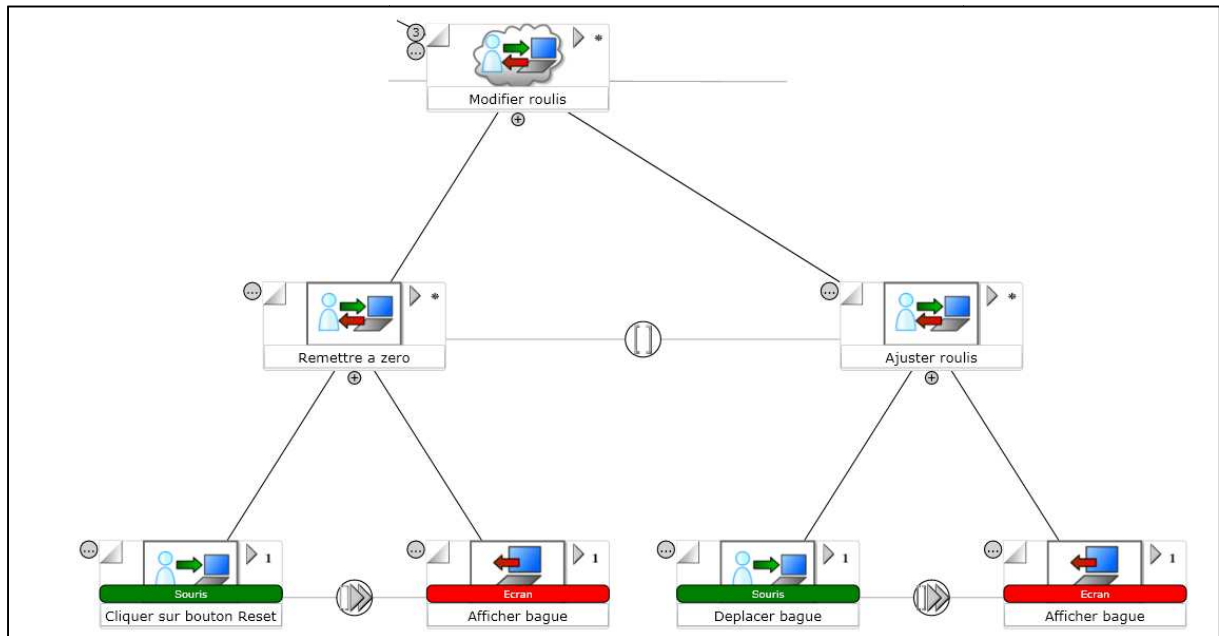 3
...
*
Modifier roulis
+
... * ... *
Remettre a zero [] Ajuster roulis
+ +
... 1 ... 1 ... 1 ... 1
Souris Ecran Souris Ecran
Cliquer sur bouton Reset Afficher bague Deplacer bague Afficher bague